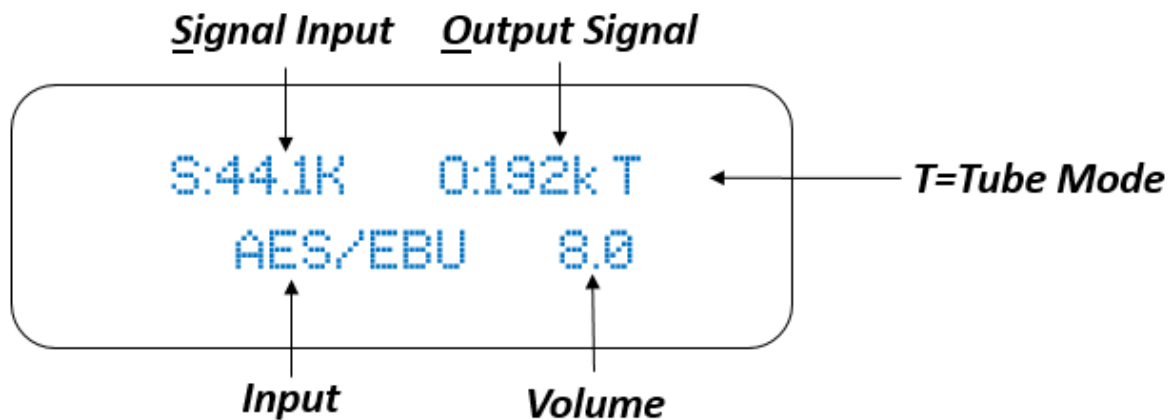 Signal Input Output Signal
S:44.1K O:192k T
T=Tube Mode
AES/EBU 8.0
Input Volume